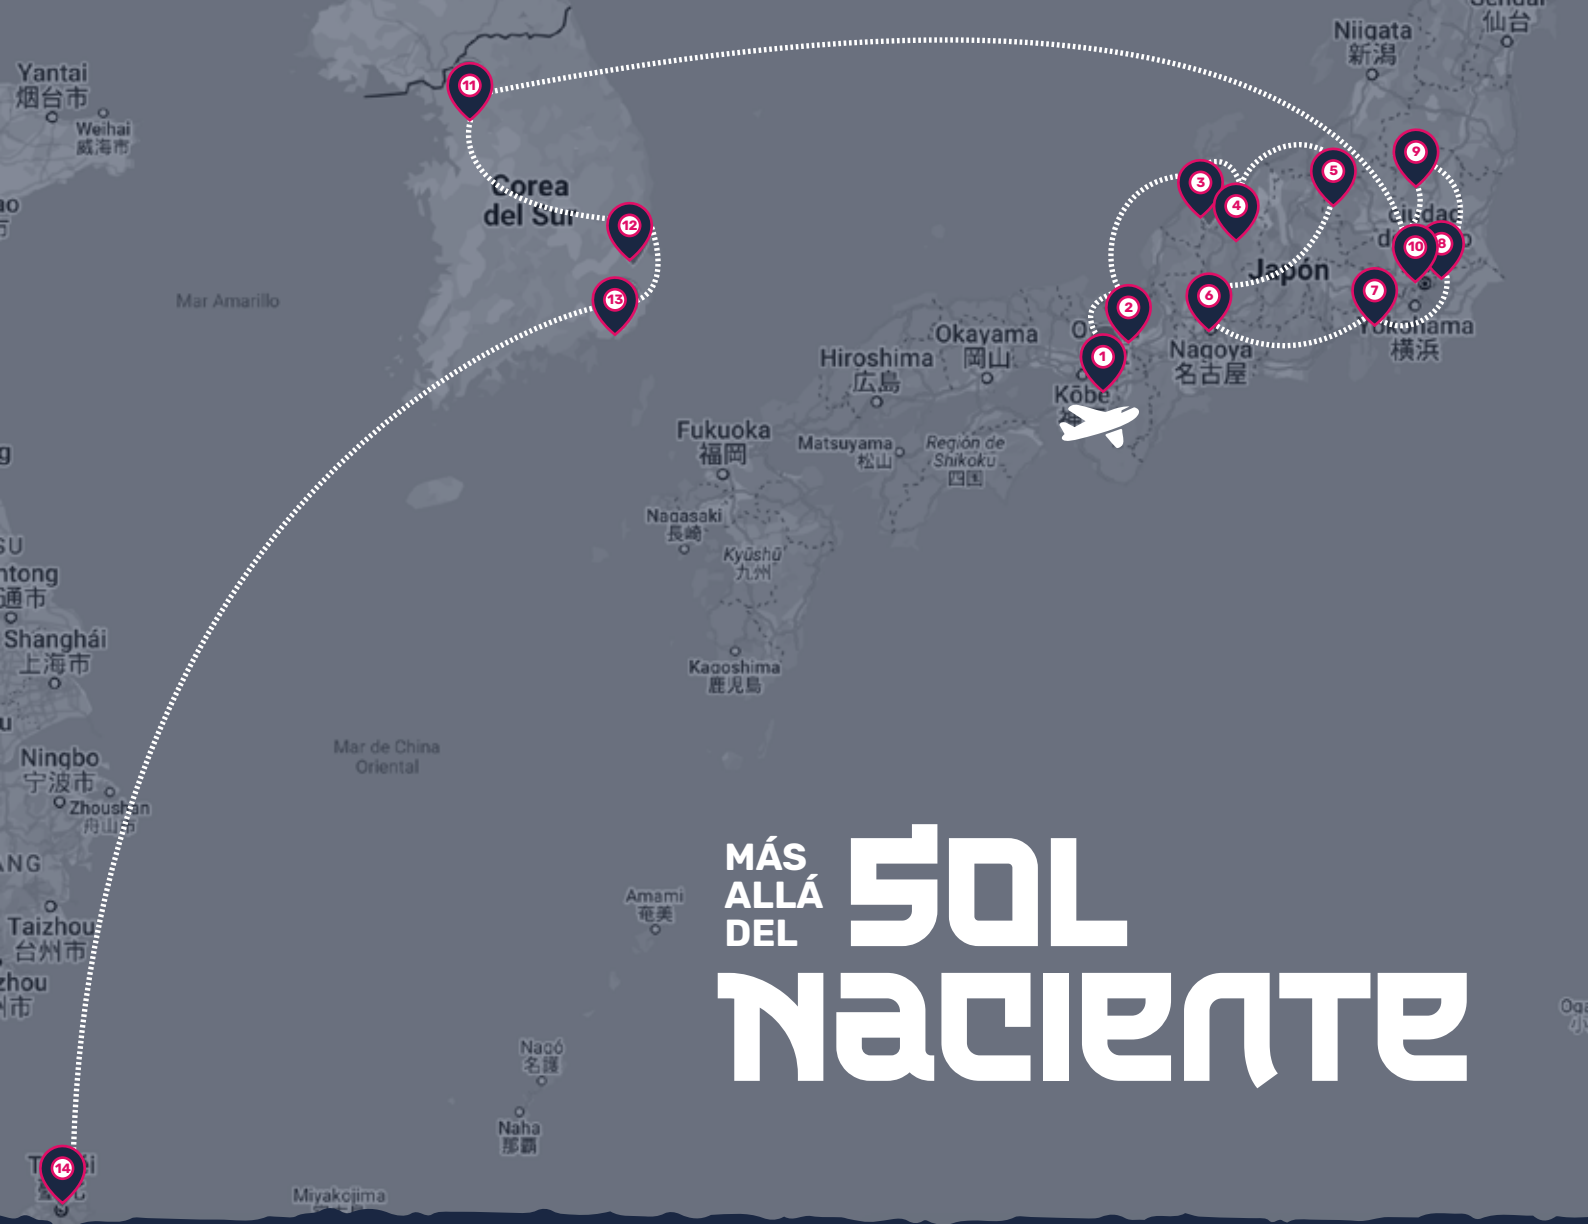 Sendai
仙台
Niigata
新潟
Yantai
烟台市
Weihai
威海市
11
9
3
5
4
Corea
del Sur
12
ciudad
10
8
Japón
Mar Amarillo
13
7
6
2
Okayama
岡山
Yokohama
横浜
Hiroshima
広島
1
Nagoya
名古屋
Kōbe
Fukuoka
福岡
Matsuyama
松山
Región de
Shikoku
四国
Nagasaki
長崎
Kyūshū
九州
ntong
通市
Shanghái
上海市
Kagoshima
鹿児島
Mar de China
Oriental
Ningbo
宁波市
Zhoushan
舟山市
ANG
Taizhou
台州市
zhou
州市
Amami
奄美
MÁS
ALLÁ
DEL
SOL
NACIENTE
Nagó
名護
Naha
那覇
14
Miyakojima